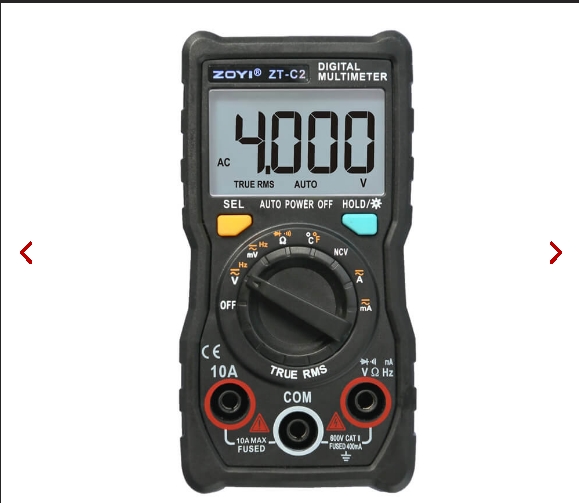 ZOYI® ZT-C2 DIGITAL MULTIMETER
4.000
AC
TRUE RMS AUTO V
SEL AUTO POWER OFF HOLD/☀
Hz Ω °C°F
mV Hz NCV
V A
OFF mA
CE
TRUE RMS
10A V Ω Hz
COM
10A MAX 600V CAT II
FUSED FUSED 400mA